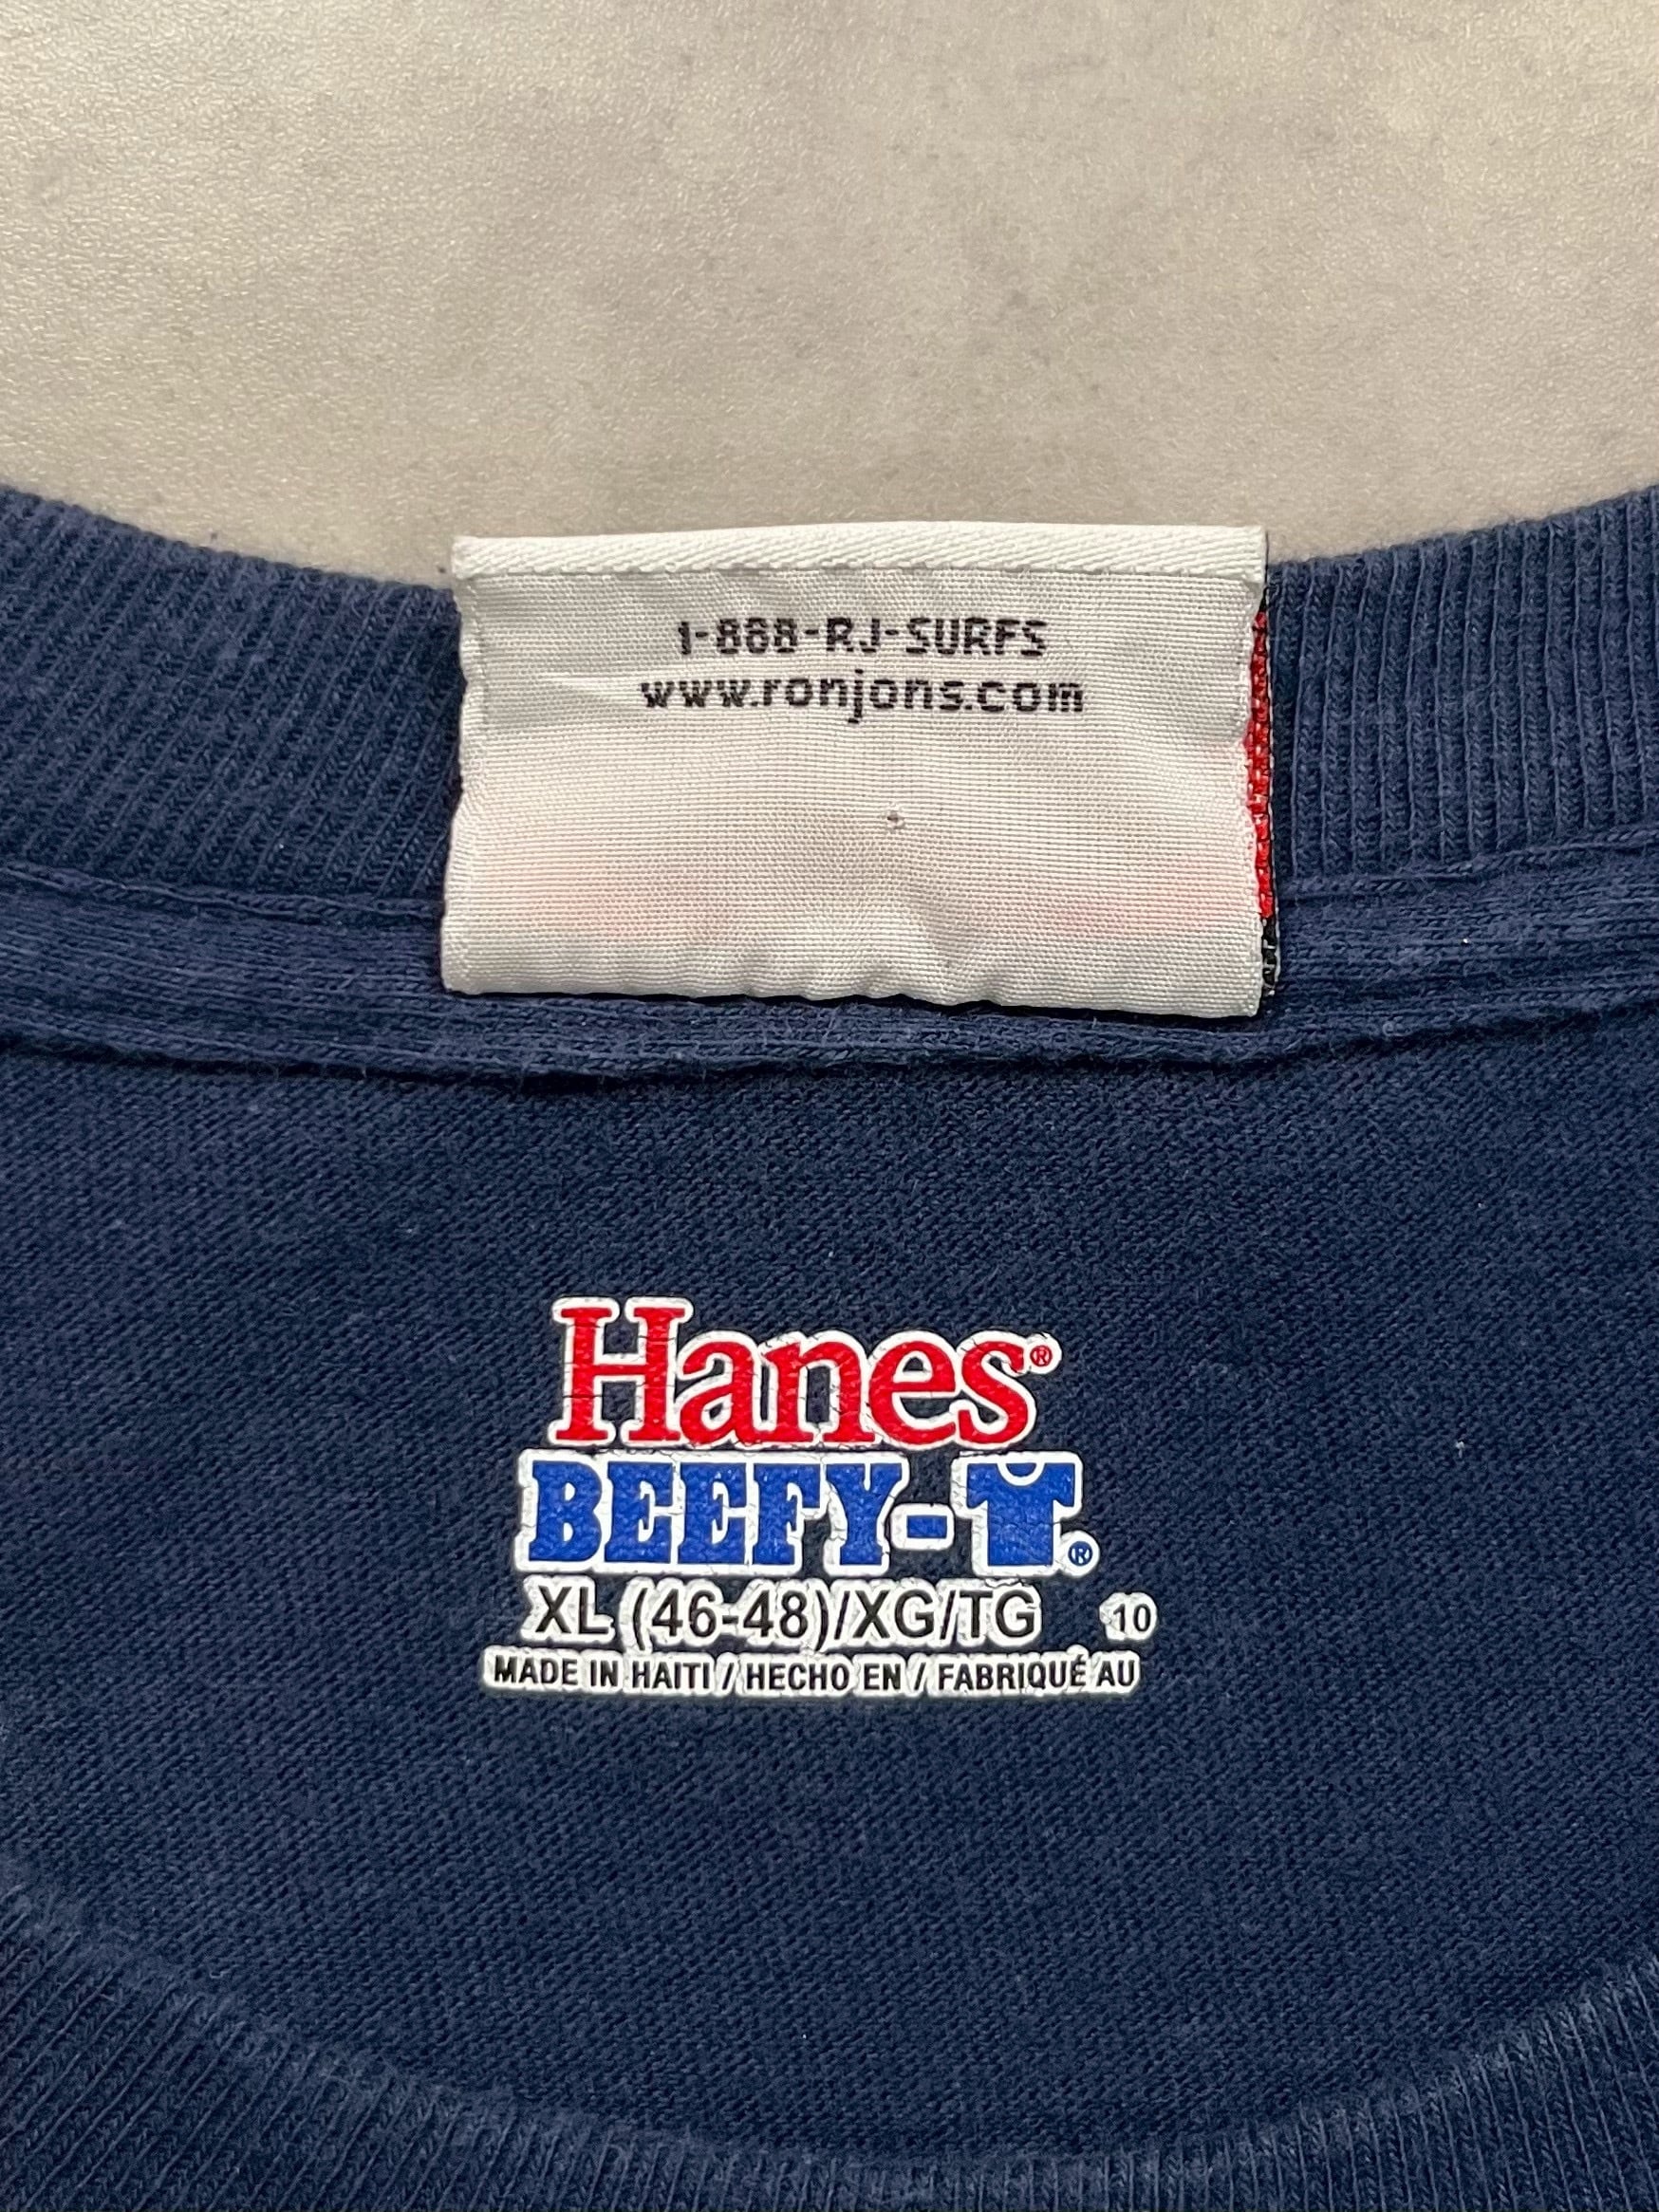 1-888-RJ-SURFS
www.ronjons.com
Hanes®
BEEFY-T®
XL (46-48)/XG/TG 10
MADE IN HAITI / HECHO EN / FABRIQUÉ AU